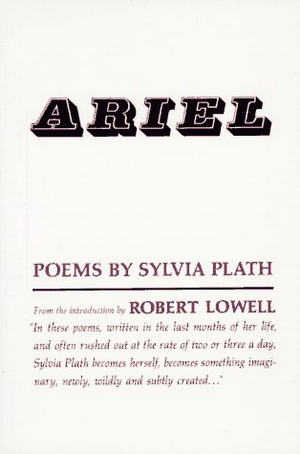 ARIEL
POEMS BY SYLVIA PLATH
From the introduction by ROBERT LOWELL
"In these poems, written in the last months of her life,
and often rushed out at the rate of two or three a day,
Sylvia Plath becomes herself, becomes something imagi-
nary, newly, wildly and subtly created..."